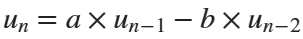 uₙ = a × uₙ₋₁ − b × uₙ₋₂